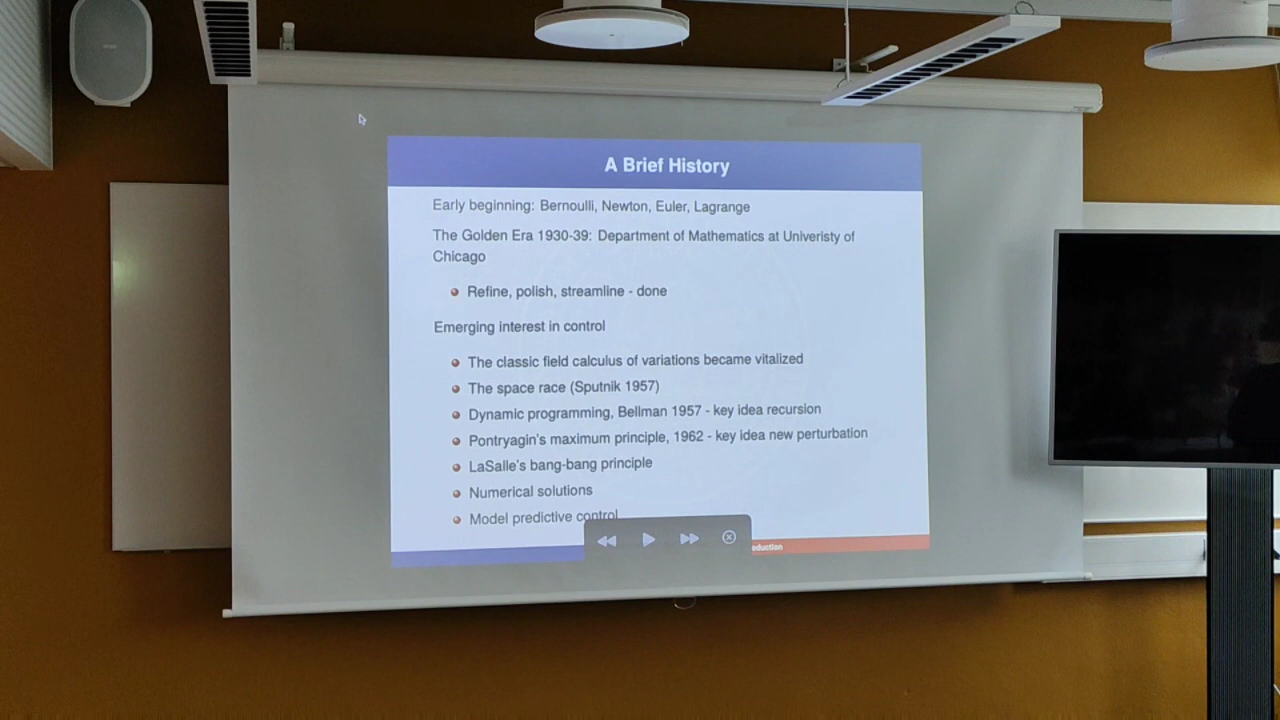 A Brief History
Early beginning: Bernoulli, Newton, Euler, Lagrange
The Golden Era 1930-39: Department of Mathematics at Univeristy of
Chicago
Refine, polish, streamline - done
Emerging interest in control
The classic field calculus of variations became vitalized
The space race (Sputnik 1957)
Dynamic programming, Bellman 1957 - key idea recursion
Pontryagin's maximum principle, 1962 - key idea new perturbation
LaSalle's bang-bang principle
Numerical solutions
Model predictive control